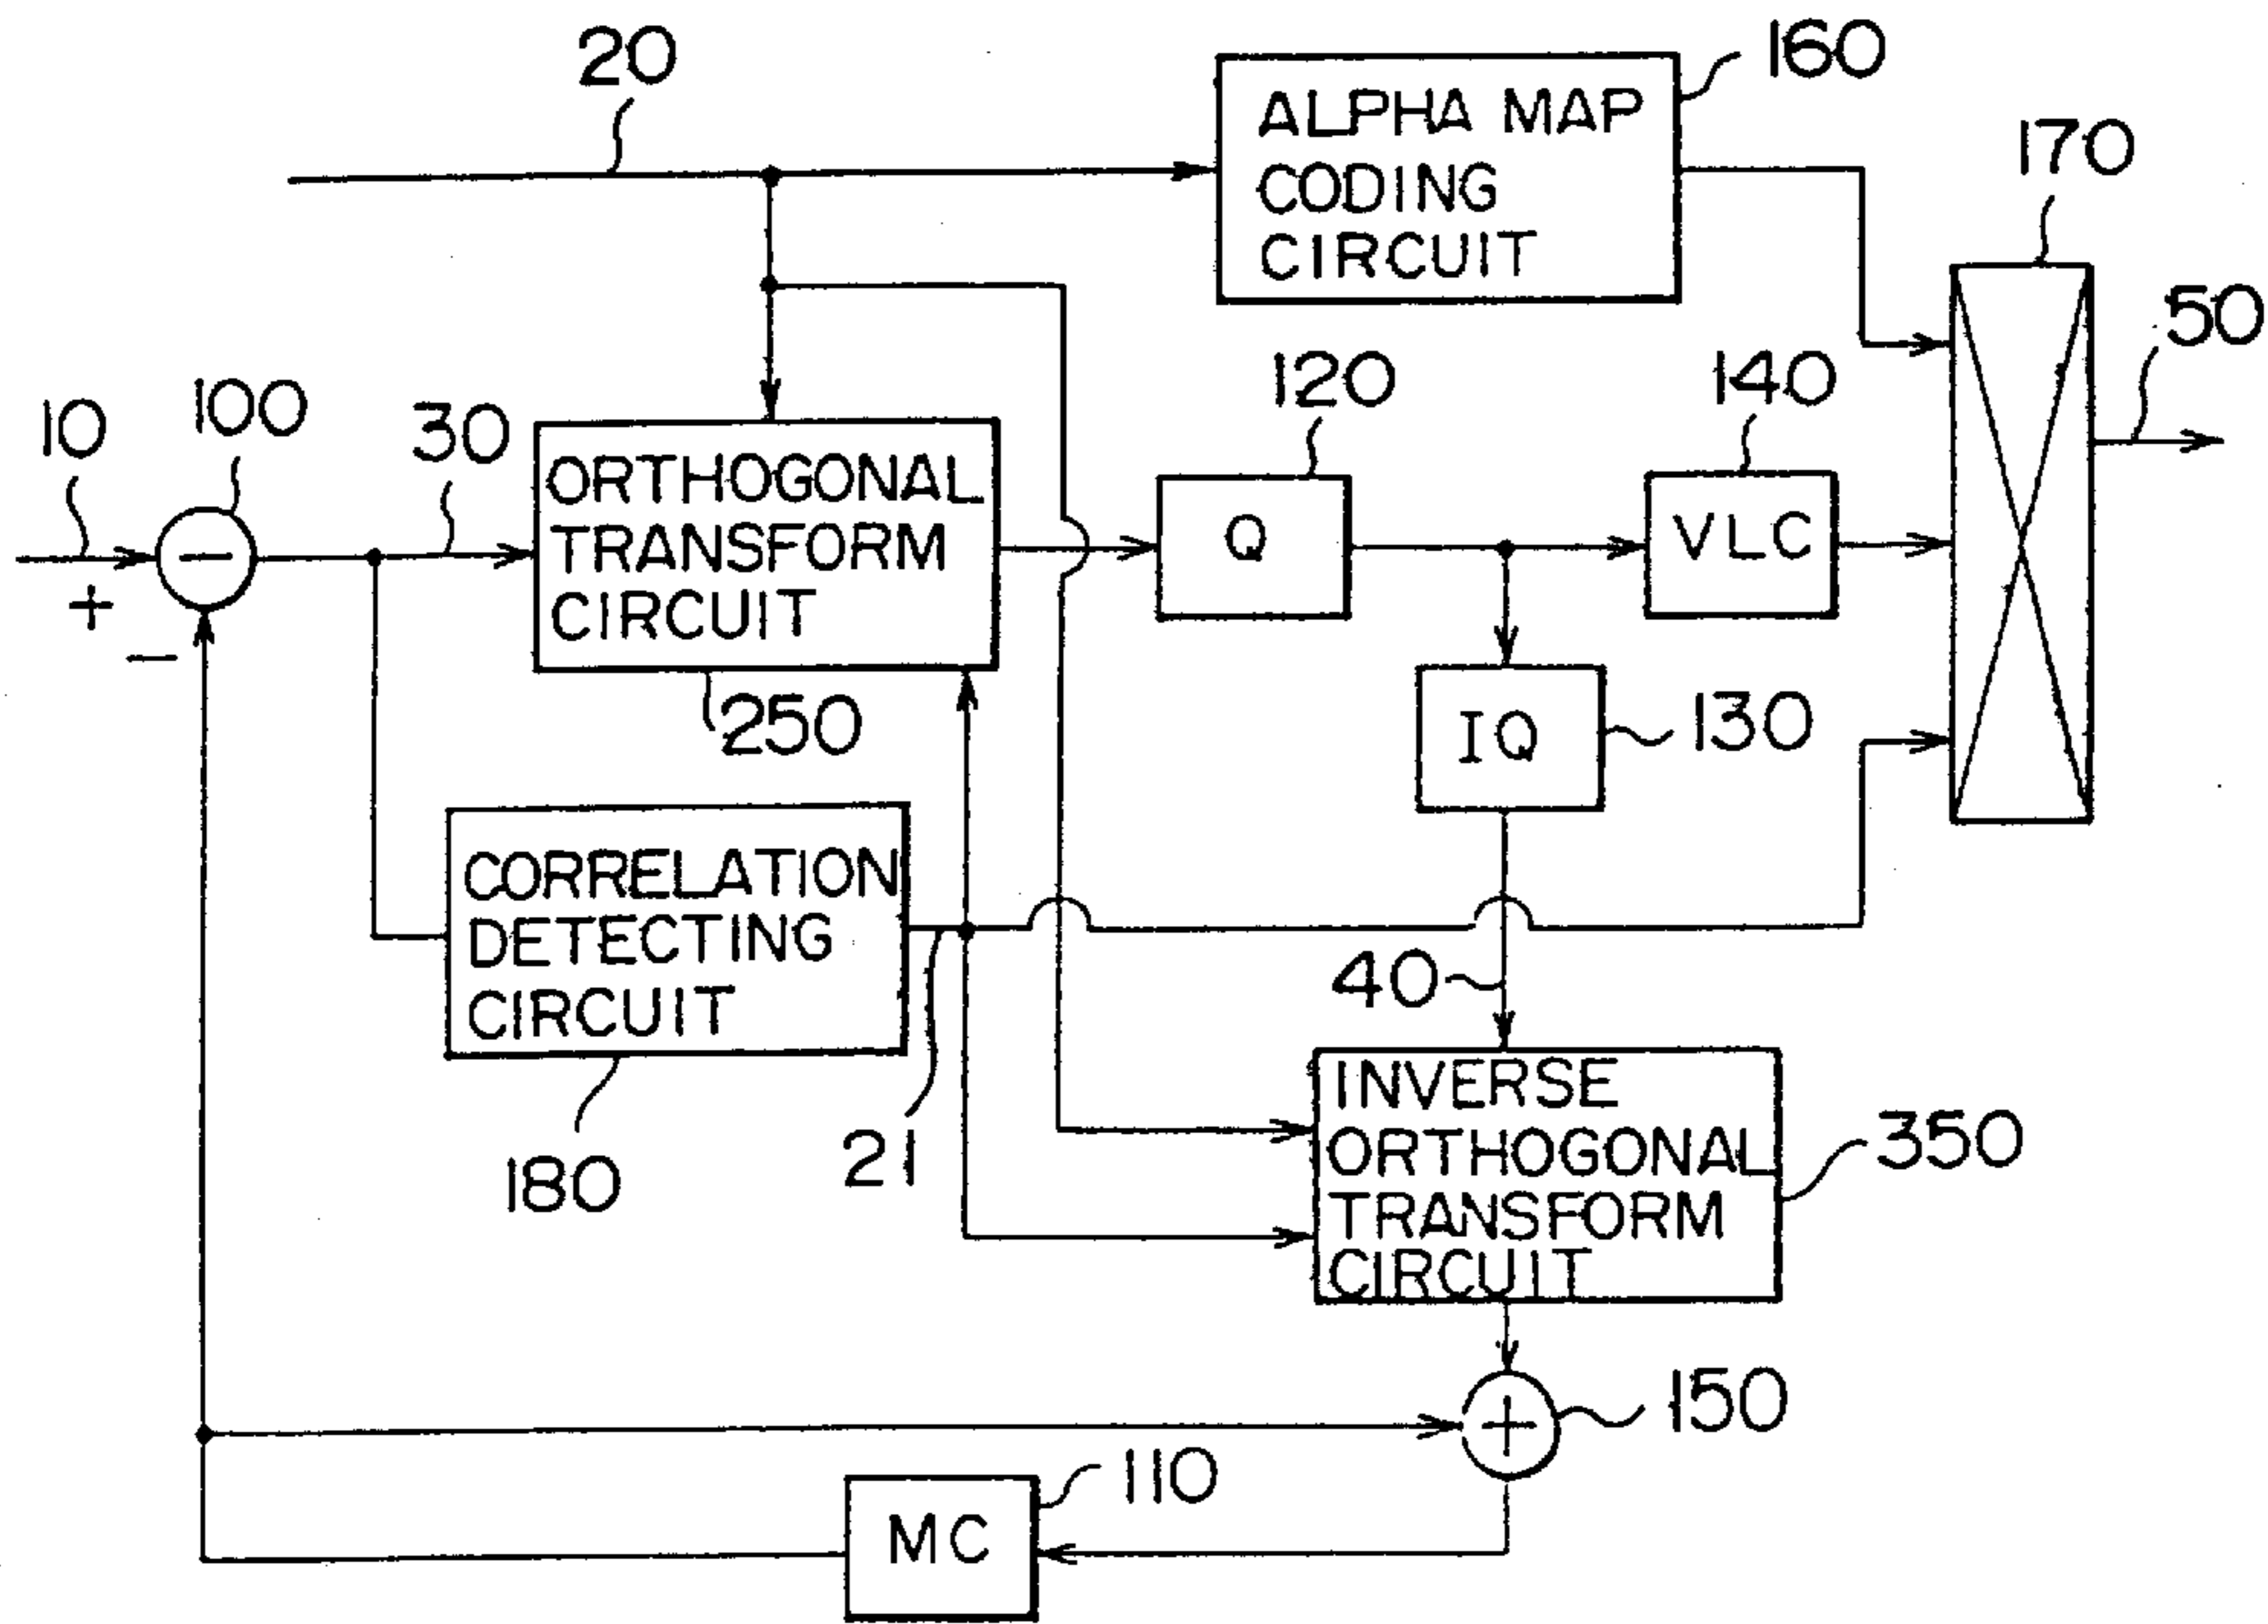 20
160
ALPHA MAP
CODING
CIRCUIT
170
50
10
100
30
ORTHOGONAL
TRANSFORM
CIRCUIT
250
120
Q
140
VLC
+
−
−
IQ
130
CORRELATION
DETECTING
CIRCUIT
180
21
40
INVERSE
ORTHOGONAL
TRANSFORM
CIRCUIT
350
+
150
110
MC